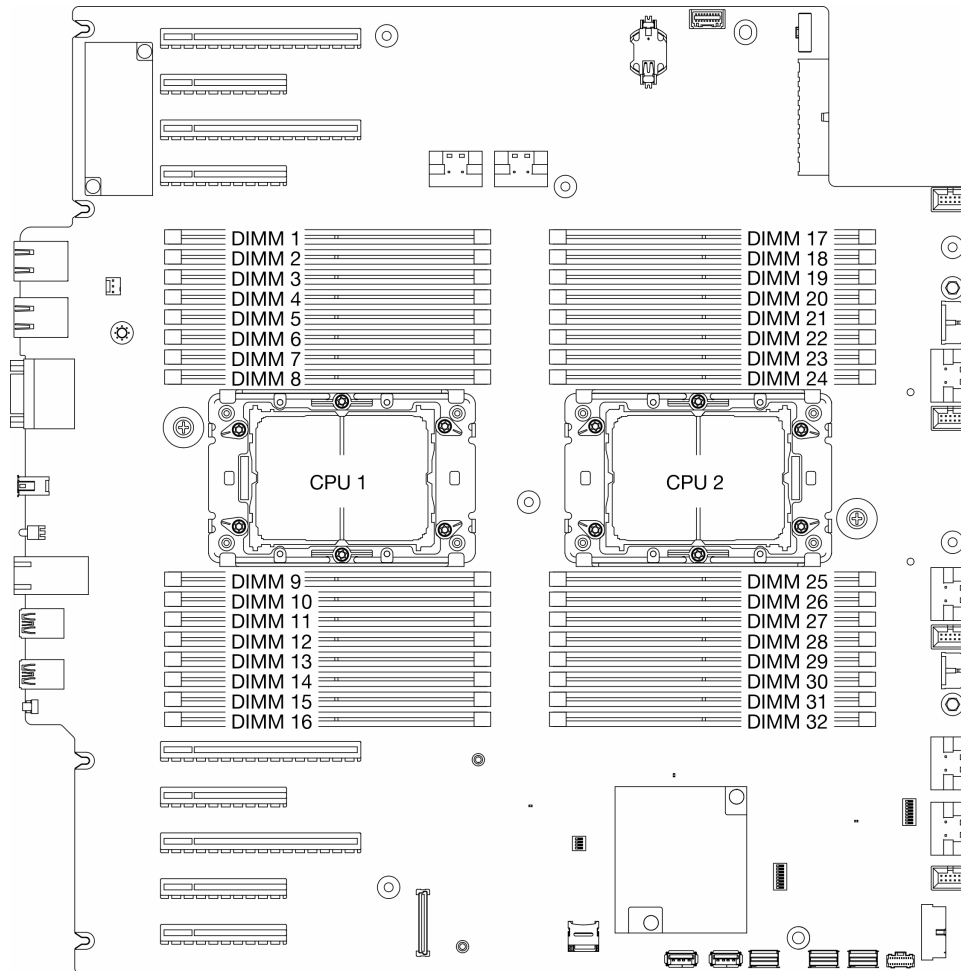 DIMM 1
DIMM 2
DIMM 3
DIMM 4
DIMM 5
DIMM 6
DIMM 7
DIMM 8
DIMM 17
DIMM 18
DIMM 19
DIMM 20
DIMM 21
DIMM 22
DIMM 23
DIMM 24
CPU 1
CPU 2
DIMM 9
DIMM 10
DIMM 11
DIMM 12
DIMM 13
DIMM 14
DIMM 15
DIMM 16
DIMM 25
DIMM 26
DIMM 27
DIMM 28
DIMM 29
DIMM 30
DIMM 31
DIMM 32